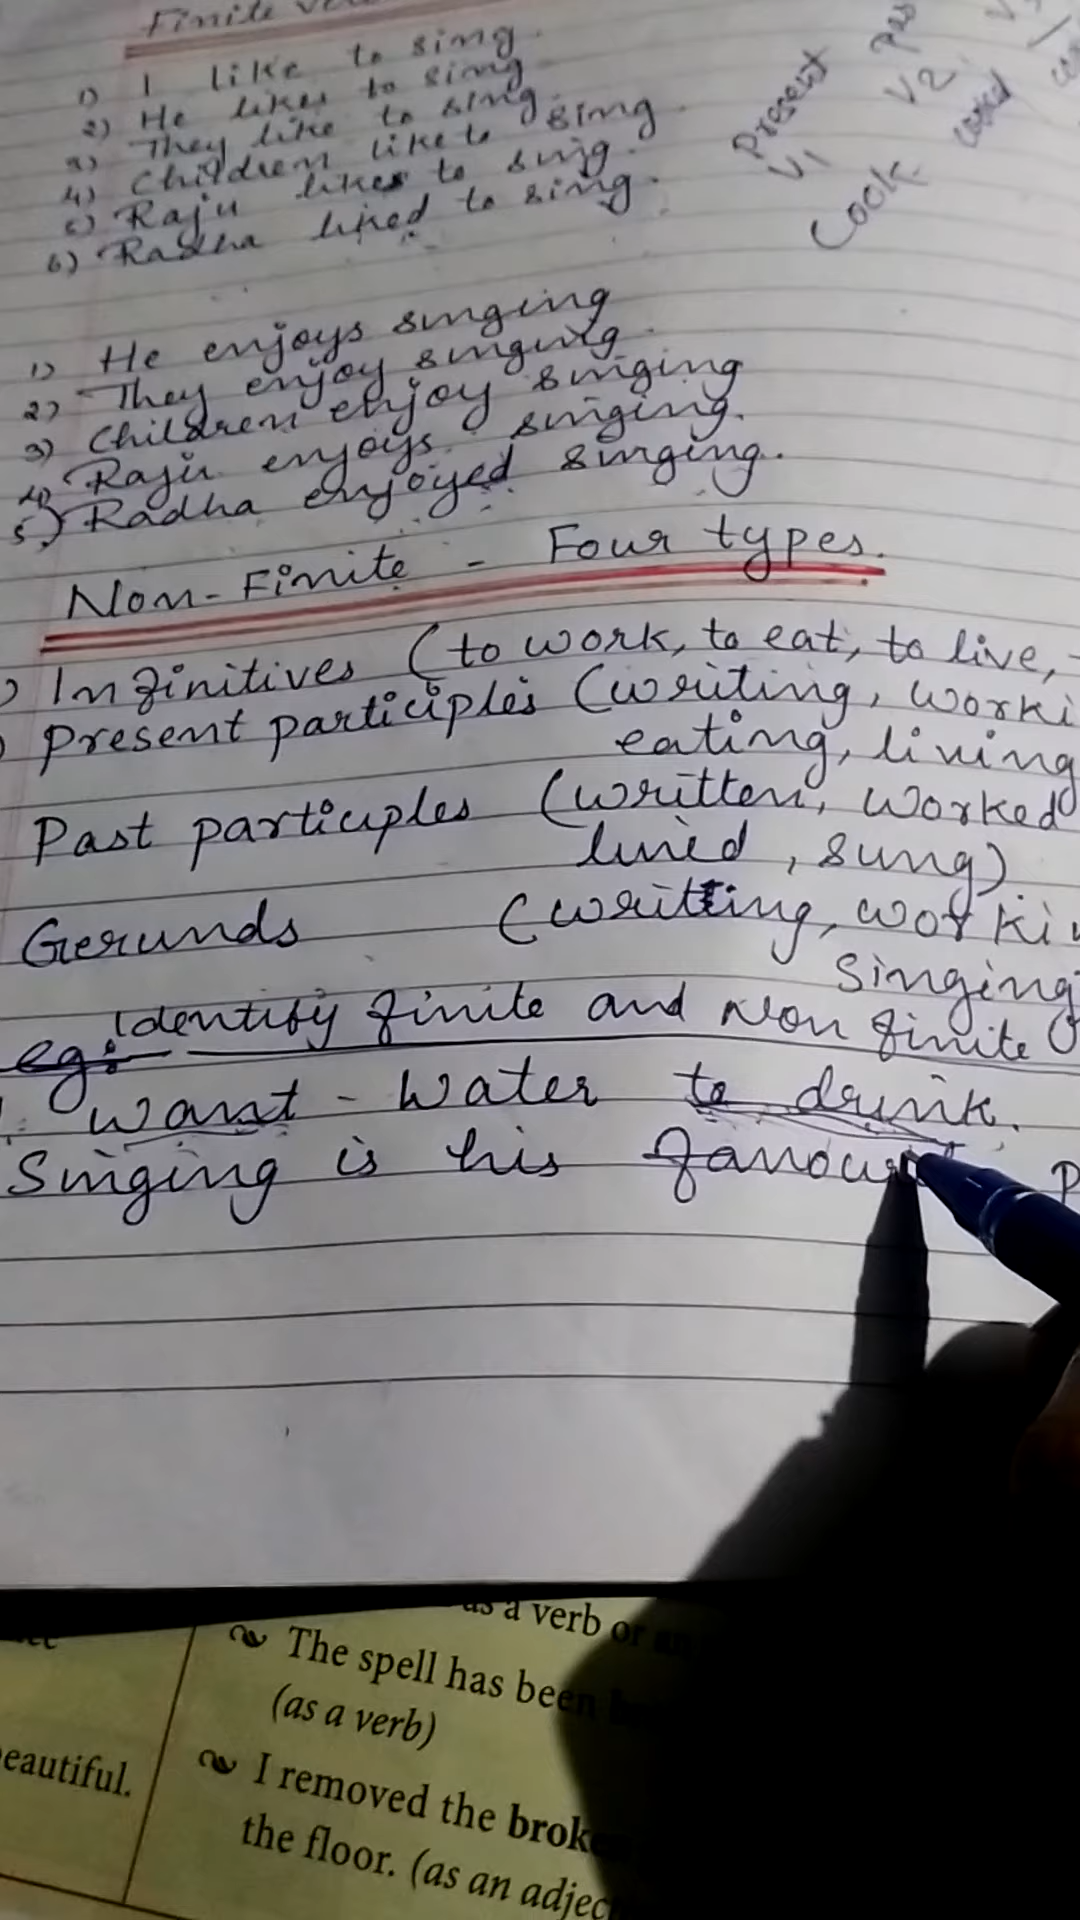 Finite
1) I like to sing.
2) He likes to sing
3) They like to sing.
4) Children like to sing.
5) Raju likes to sing.
6) Radha liked to sing.
Present
V1
V2
Cook
1) He enjoys singing
2) They enjoy singing.
3) Children enjoy singing
4) Raju enjoys singing.
5) Radha enjoyed singing.
Non-Finite - Four types.
Infinitives (to work, to eat, to live,
Present participles (writing, worki
eating, living
Past participles (written, worked
lived, sung)
Gerunds (writing, worki
Singing
eg: Identify finite and Non finite
want - water to drink.
Singing is his
as a verb or
The spell has been
(as a verb)
eautiful.
I removed the broke
the floor. (as an adjec